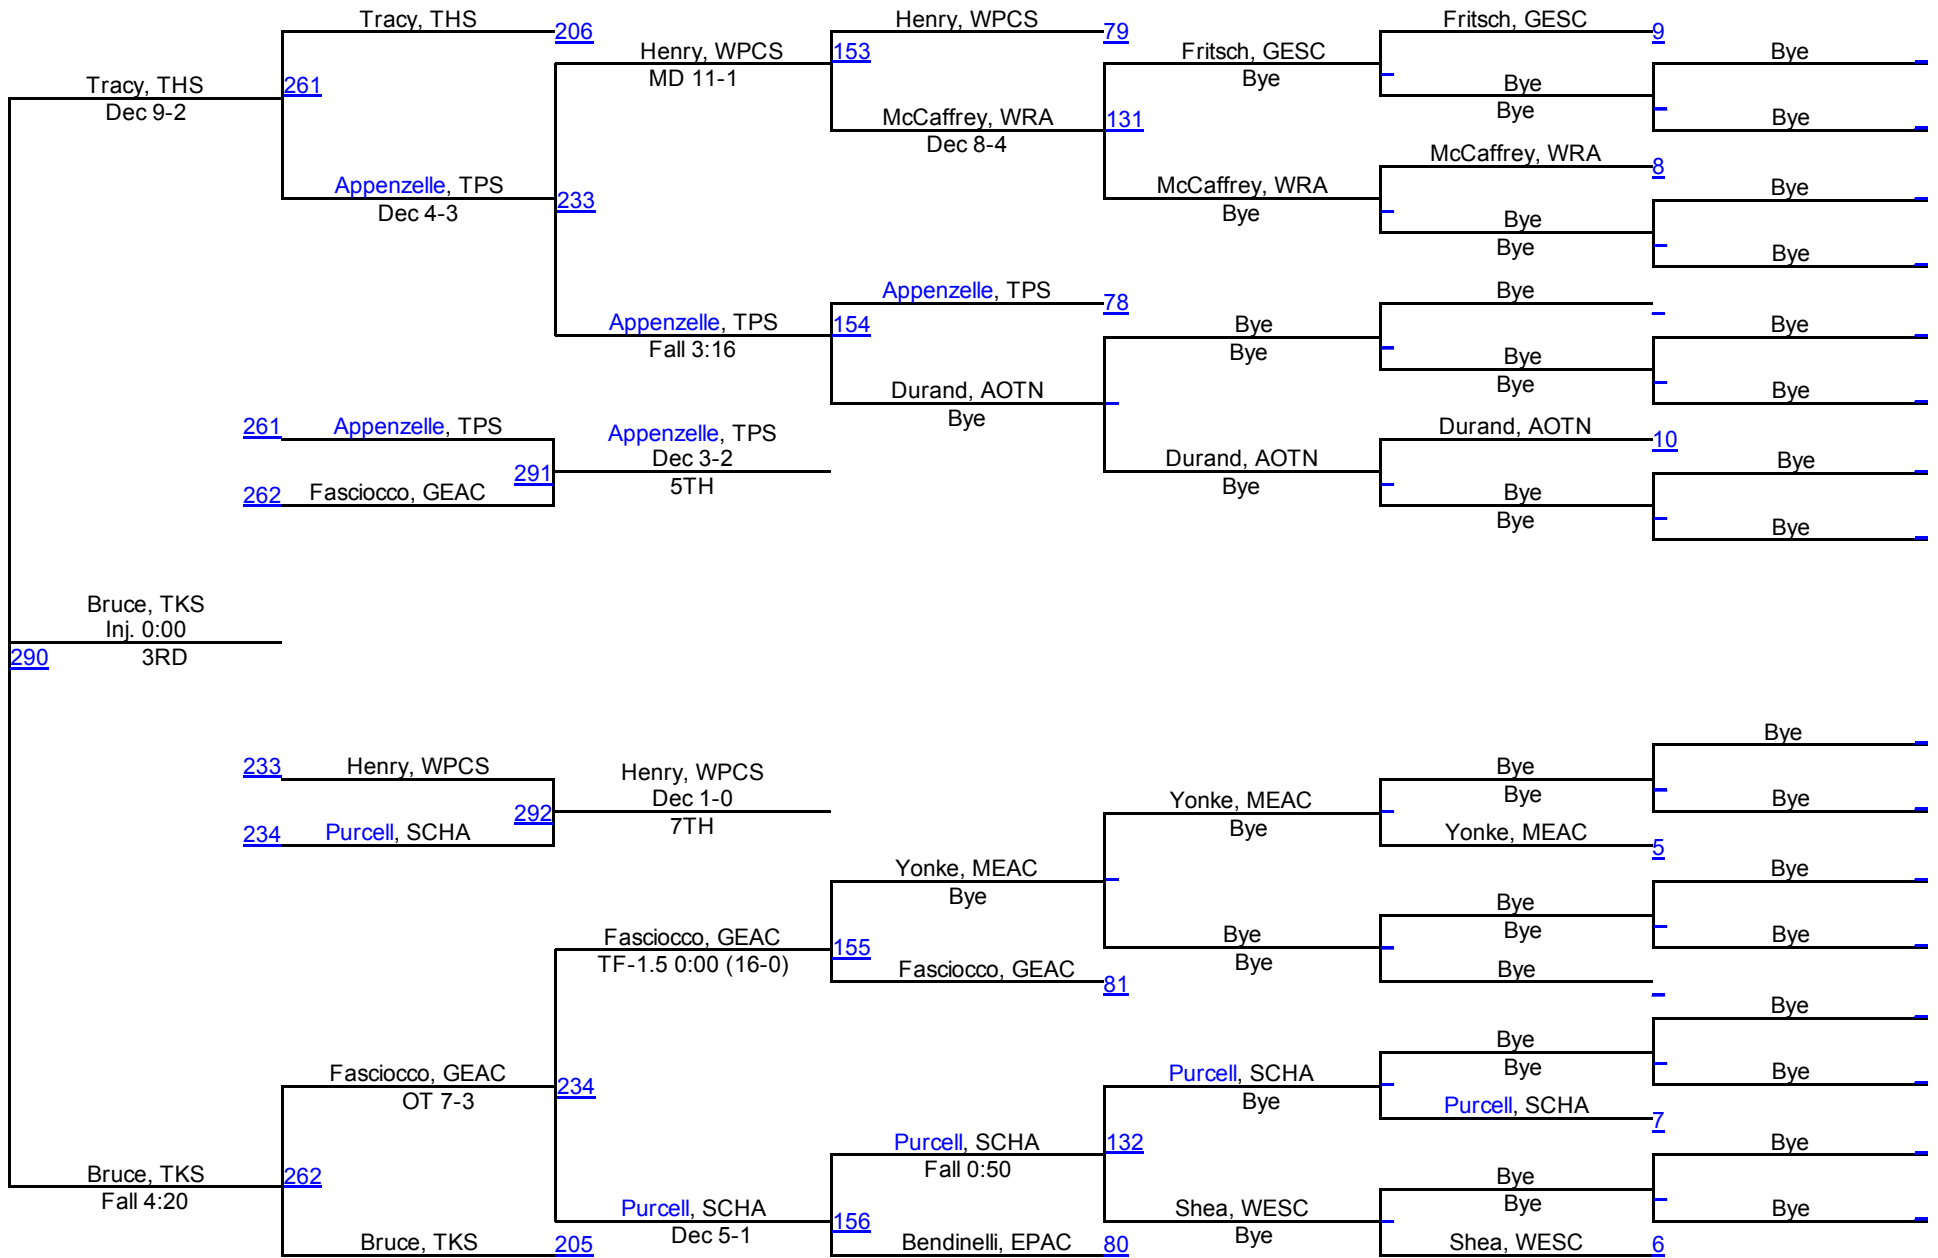 Tracy, THS
206
Henry, WPCS
79
Fritsch, GESC
9
Henry, WPCS
MD 11-1
153
Fritsch, GESC
Bye
Bye
Tracy, THS
Dec 9-2
261
Bye
Bye
McCaffrey, WRA
Dec 8-4
131
Bye
McCaffrey, WRA
8
Appenzelle, TPS
Dec 4-3
233
McCaffrey, WRA
Bye
Bye
Bye
Bye
Bye
Appenzelle, TPS
78
Bye
Appenzelle, TPS
Fall 3:16
154
Bye
Bye
Bye
Bye
Bye
Durand, AOTN
Bye
Bye
261
Appenzelle, TPS
Appenzelle, TPS
Dec 3-2
5TH
Durand, AOTN
10
291
Durand, AOTN
Bye
Bye
262
Fasciocco, GEAC
Bye
Bye
Bye
Bruce, TKS
Inj. 0:00
3RD
290
Bye
233
Henry, WPCS
Henry, WPCS
Dec 1-0
7TH
Bye
Bye
292
Yonke, MEAC
Bye
Bye
234
Purcell, SCHA
Yonke, MEAC
5
Yonke, MEAC
Bye
Bye
Bye
Bye
Fasciocco, GEAC
TF-1.5 0:00 (16-0)
155
Bye
Bye
Bye
Fasciocco, GEAC
81
Bye
Bye
Bye
Bye
Fasciocco, GEAC
OT 7-3
234
Purcell, SCHA
Bye
Bye
Purcell, SCHA
7
Purcell, SCHA
Fall 0:50
132
Bye
Bruce, TKS
Fall 4:20
262
Bye
Bye
Purcell, SCHA
Dec 5-1
156
Shea, WESC
Bye
Bye
Bruce, TKS
205
Bendinelli, EPAC
80
Shea, WESC
6